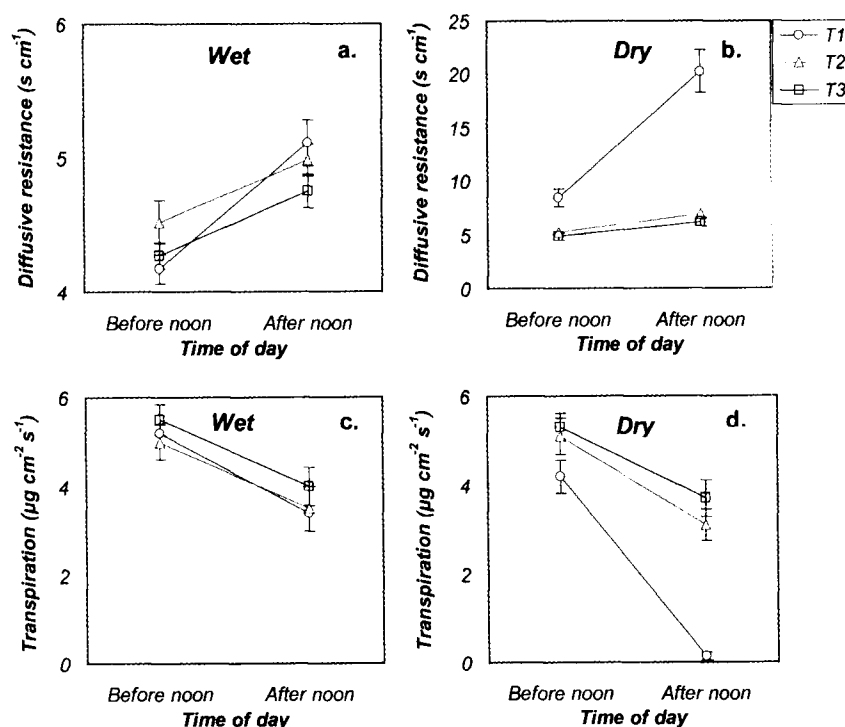 6
5
4
Diffusive resistance (s cm⁻¹)
Wet
a.
Before noon After noon
Time of day
25
20
15
10
5
0
Diffusive resistance (s cm⁻¹)
Dry
b.
Before noon After noon
Time of day
T1
T2
T3
6
4
2
0
Transpiration (µg cm⁻² s⁻¹)
Wet
c.
Before noon After noon
Time of day
6
4
2
0
Transpiration (µg cm⁻² s⁻¹)
Dry
d.
Before noon After noon
Time of day